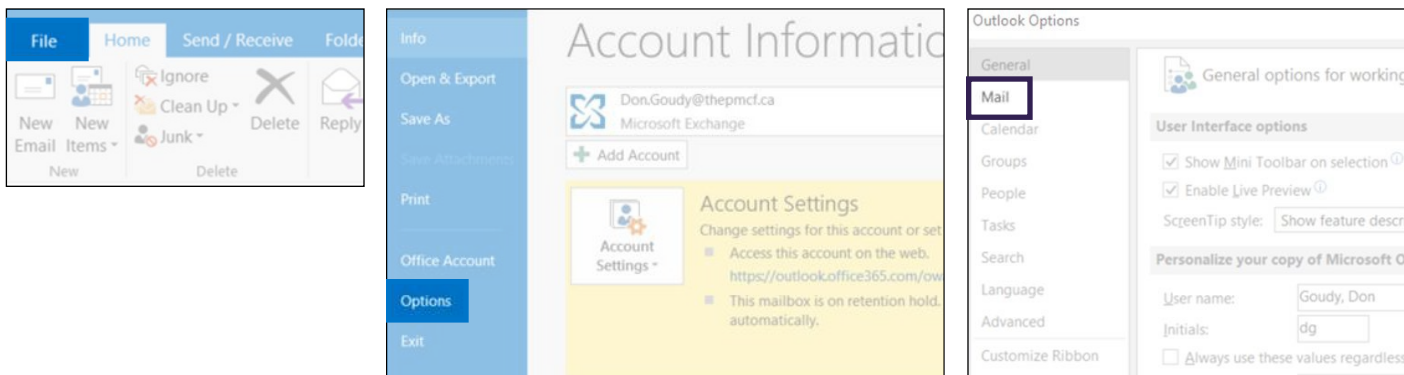 File Home Send / Receive Folde
Ignore
Clean Up
Junk
New Email
New Items
Delete
Reply
New Delete
Info
Open & Export
Save As
Save Attachments
Print
Office Account
Options
Exit
Account Informatio
Don.Goudy@thepmcf.ca
Microsoft Exchange
Add Account
Account Settings
Account Settings
Change settings for this account or set
Access this account on the web.
https://outlook.office365.com/ow
This mailbox is on retention hold.
automatically.
Outlook Options
General
Mail
Calendar
Groups
People
Tasks
Search
Language
Advanced
Customize Ribbon
General options for working
User Interface options
Show Mini Toolbar on selection
Enable Live Preview
ScreenTip style: Show feature descr
Personalize your copy of Microsoft O
User name: Goudy, Don
Initials: dg
Always use these values regardless